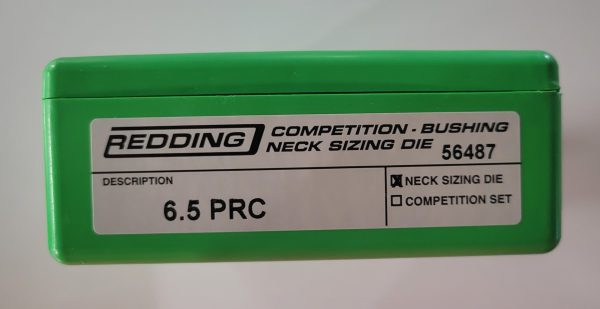 REDDING COMPETITION - BUSHING
NECK SIZING DIE 56487
DESCRIPTION
6.5 PRC
☒ NECK SIZING DIE
☐ COMPETITION SET